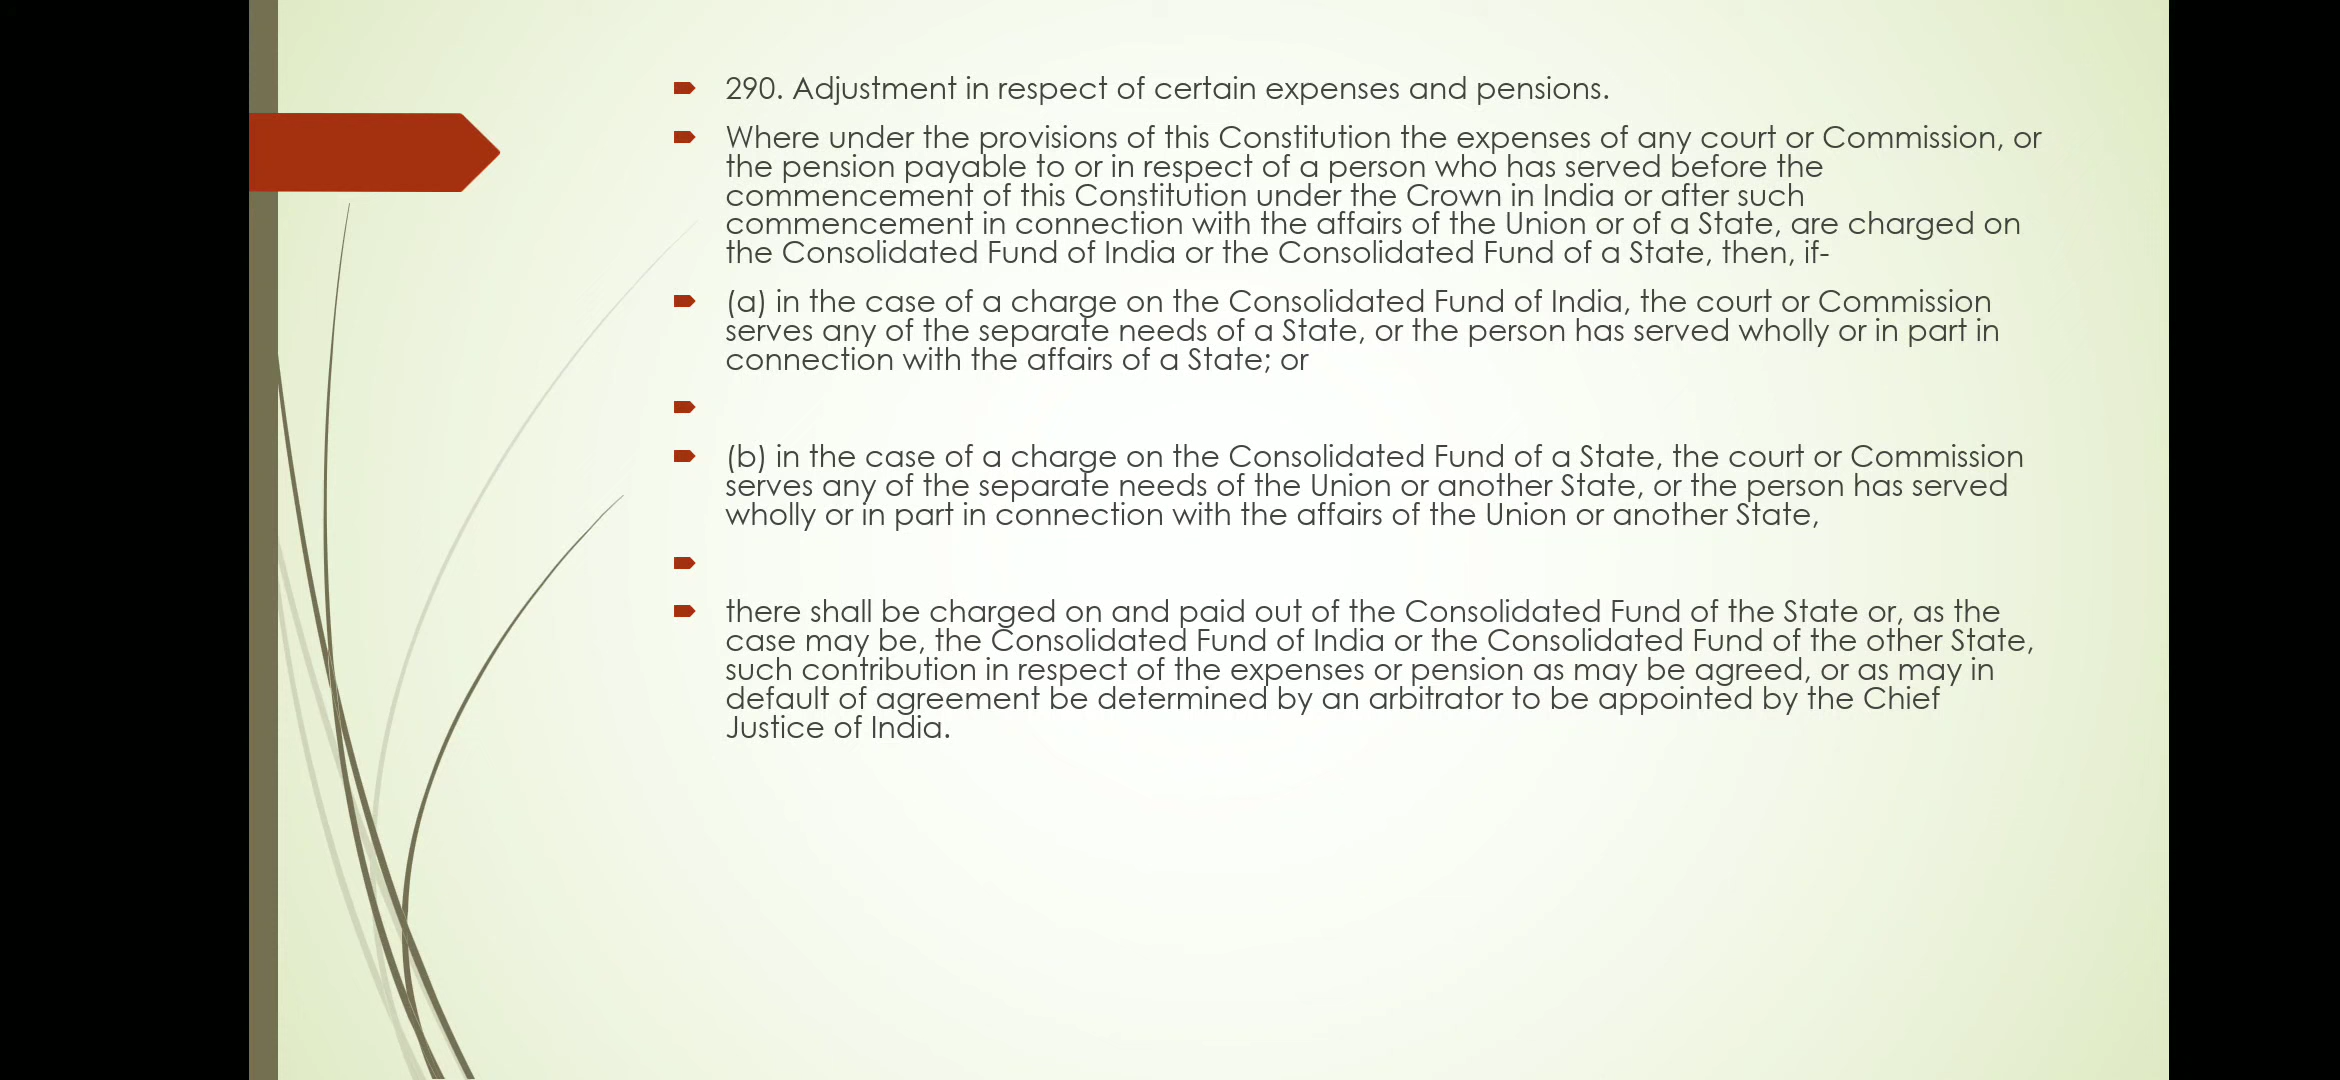 290. Adjustment in respect of certain expenses and pensions.
Where under the provisions of this Constitution the expenses of any court or Commission, or
the pension payable to or in respect of a person who has served before the
commencement of this Constitution under the Crown in India or after such
commencement in connection with the affairs of the Union or of a State, are charged on
the Consolidated Fund of India or the Consolidated Fund of a State, then, if-
(a) in the case of a charge on the Consolidated Fund of India, the court or Commission
serves any of the separate needs of a State, or the person has served wholly or in part in
connection with the affairs of a State; or
(b) in the case of a charge on the Consolidated Fund of a State, the court or Commission
serves any of the separate needs of the Union or another State, or the person has served
wholly or in part in connection with the affairs of the Union or another State,
there shall be charged on and paid out of the Consolidated Fund of the State or, as the
case may be, the Consolidated Fund of India or the Consolidated Fund of the other State,
such contribution in respect of the expenses or pension as may be agreed, or as may in
default of agreement be determined by an arbitrator to be appointed by the Chief
Justice of India.